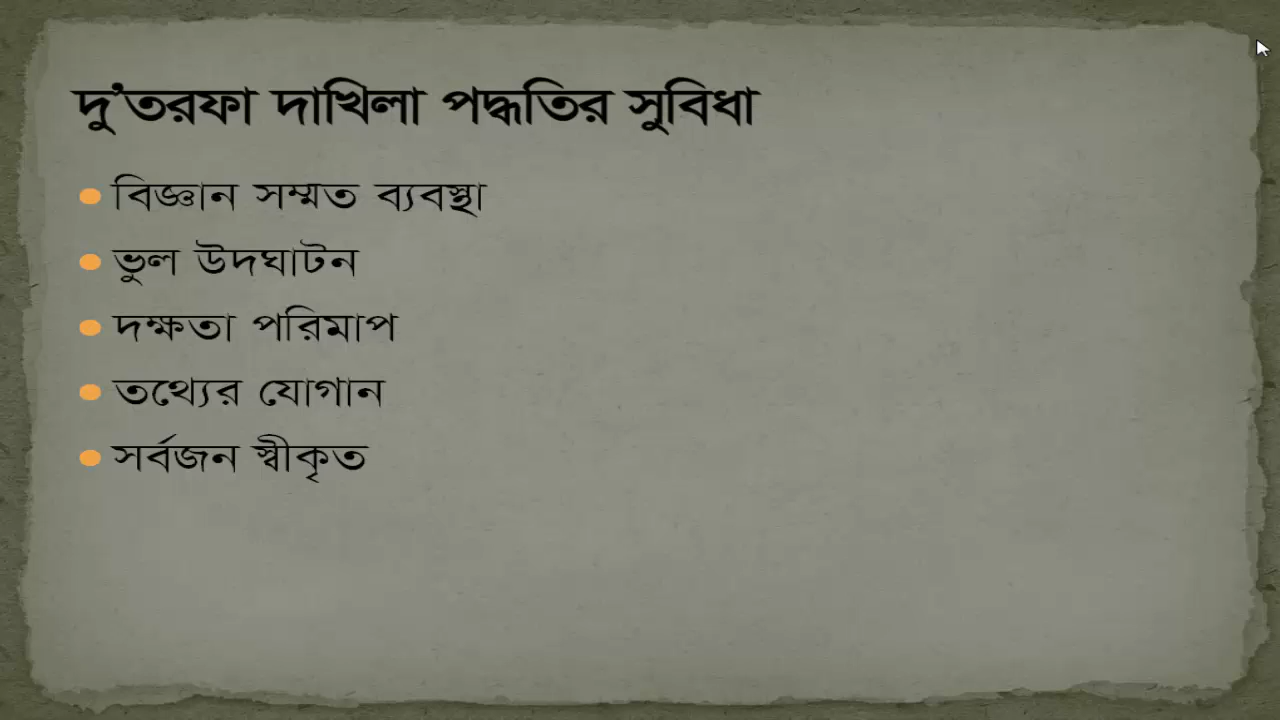 দু’তরফা দাখিলা পদ্ধতির সুবিধা
বিজ্ঞান সম্মত ব্যবস্থা
ভুল উদঘাটন
দক্ষতা পরিমাপ
তথ্যের যোগান
সর্বজন স্বীকৃত